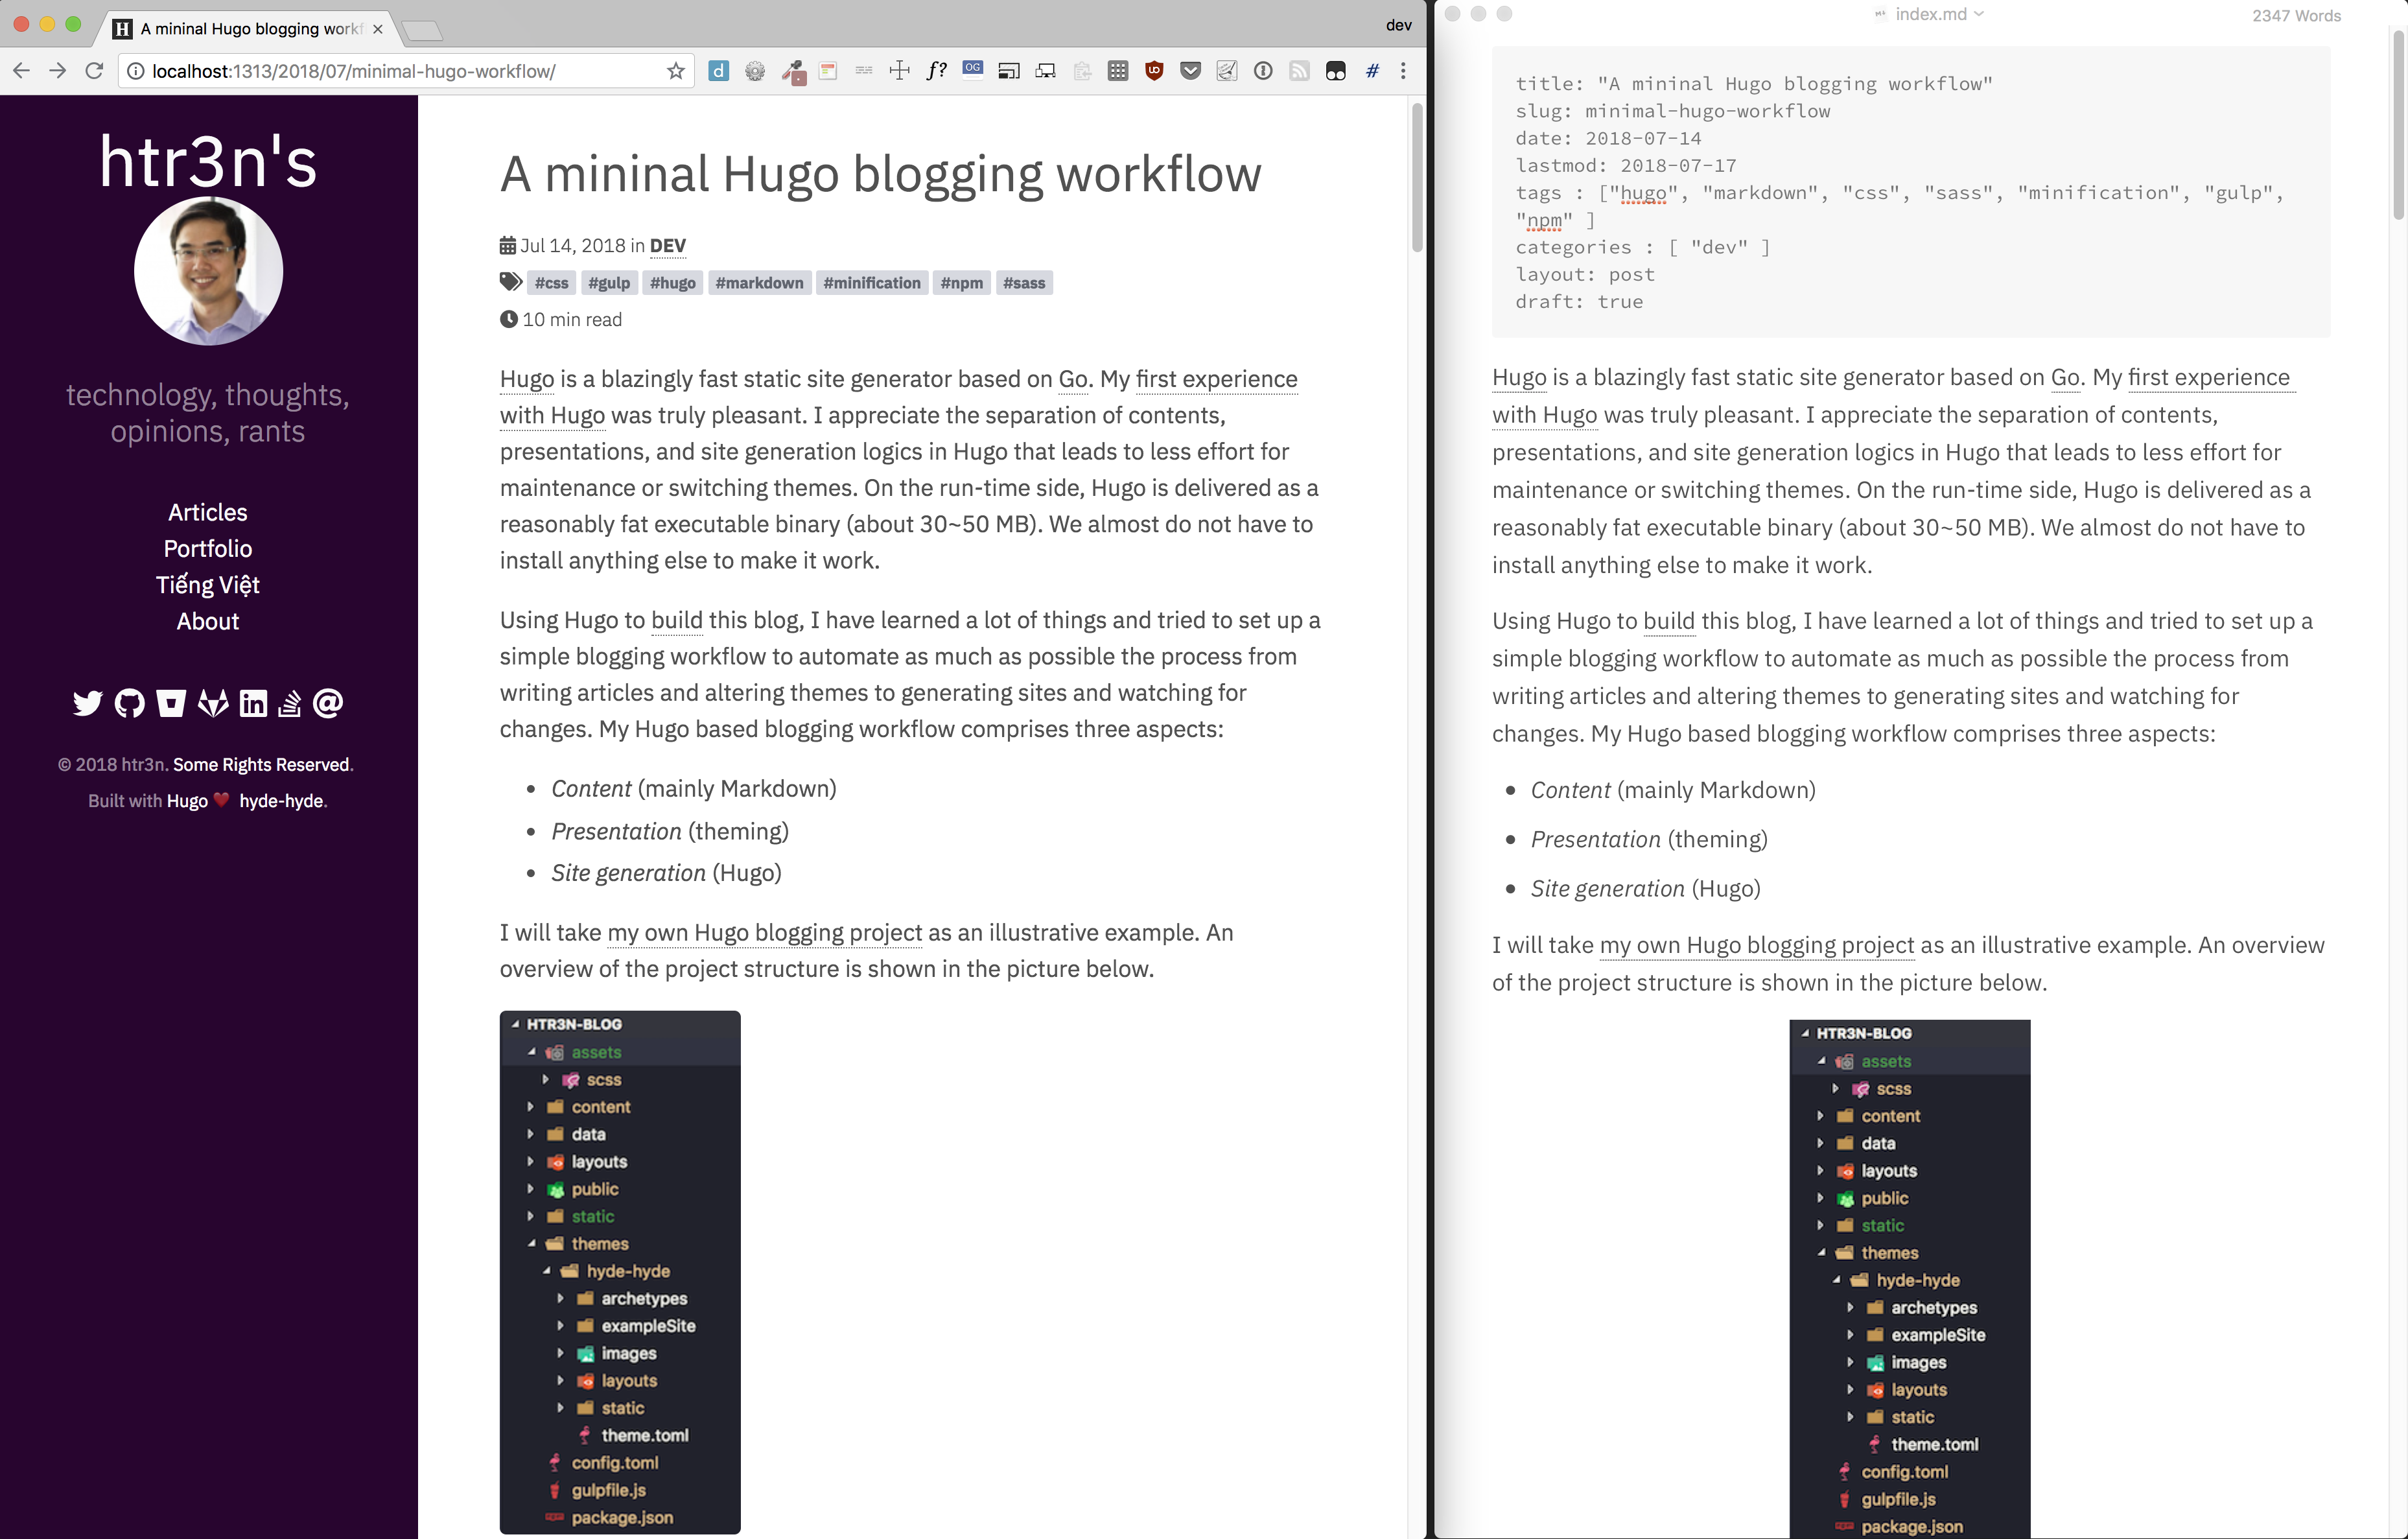 A mininal Hugo blogging workf
dev
localhost:1313/2018/07/minimal-hugo-workflow/
htr3n's
technology, thoughts,
opinions, rants
Articles
Portfolio
Tiếng Việt
About
© 2018 htr3n. Some Rights Reserved.
Built with Hugo ❤ hyde-hyde.
A mininal Hugo blogging workflow
Jul 14, 2018 in DEV
#css #gulp #hugo #markdown #minification #npm #sass
10 min read
Hugo is a blazingly fast static site generator based on Go. My first experience
with Hugo was truly pleasant. I appreciate the separation of contents,
presentations, and site generation logics in Hugo that leads to less effort for
maintenance or switching themes. On the run-time side, Hugo is delivered as a
reasonably fat executable binary (about 30~50 MB). We almost do not have to
install anything else to make it work.
Using Hugo to build this blog, I have learned a lot of things and tried to set up a
simple blogging workflow to automate as much as possible the process from
writing articles and altering themes to generating sites and watching for
changes. My Hugo based blogging workflow comprises three aspects:
• Content (mainly Markdown)
• Presentation (theming)
• Site generation (Hugo)
I will take my own Hugo blogging project as an illustrative example. An
overview of the project structure is shown in the picture below.
HTR3N-BLOG
assets
scss
content
data
layouts
public
static
themes
hyde-hyde
archetypes
exampleSite
images
layouts
static
theme.toml
config.toml
gulpfile.js
package.json
index.md
2347 Words
title: "A mininal Hugo blogging workflow"
slug: minimal-hugo-workflow
date: 2018-07-14
lastmod: 2018-07-17
tags : ["hugo", "markdown", "css", "sass", "minification", "gulp",
"npm" ]
categories : [ "dev" ]
layout: post
draft: true
Hugo is a blazingly fast static site generator based on Go. My first experience
with Hugo was truly pleasant. I appreciate the separation of contents,
presentations, and site generation logics in Hugo that leads to less effort for
maintenance or switching themes. On the run-time side, Hugo is delivered as a
reasonably fat executable binary (about 30~50 MB). We almost do not have to
install anything else to make it work.
Using Hugo to build this blog, I have learned a lot of things and tried to set up a
simple blogging workflow to automate as much as possible the process from
writing articles and altering themes to generating sites and watching for
changes. My Hugo based blogging workflow comprises three aspects:
• Content (mainly Markdown)
• Presentation (theming)
• Site generation (Hugo)
I will take my own Hugo blogging project as an illustrative example. An overview
of the project structure is shown in the picture below.
HTR3N-BLOG
assets
scss
content
data
layouts
public
static
themes
hyde-hyde
archetypes
exampleSite
images
layouts
static
theme.toml
config.toml
gulpfile.js
package.json